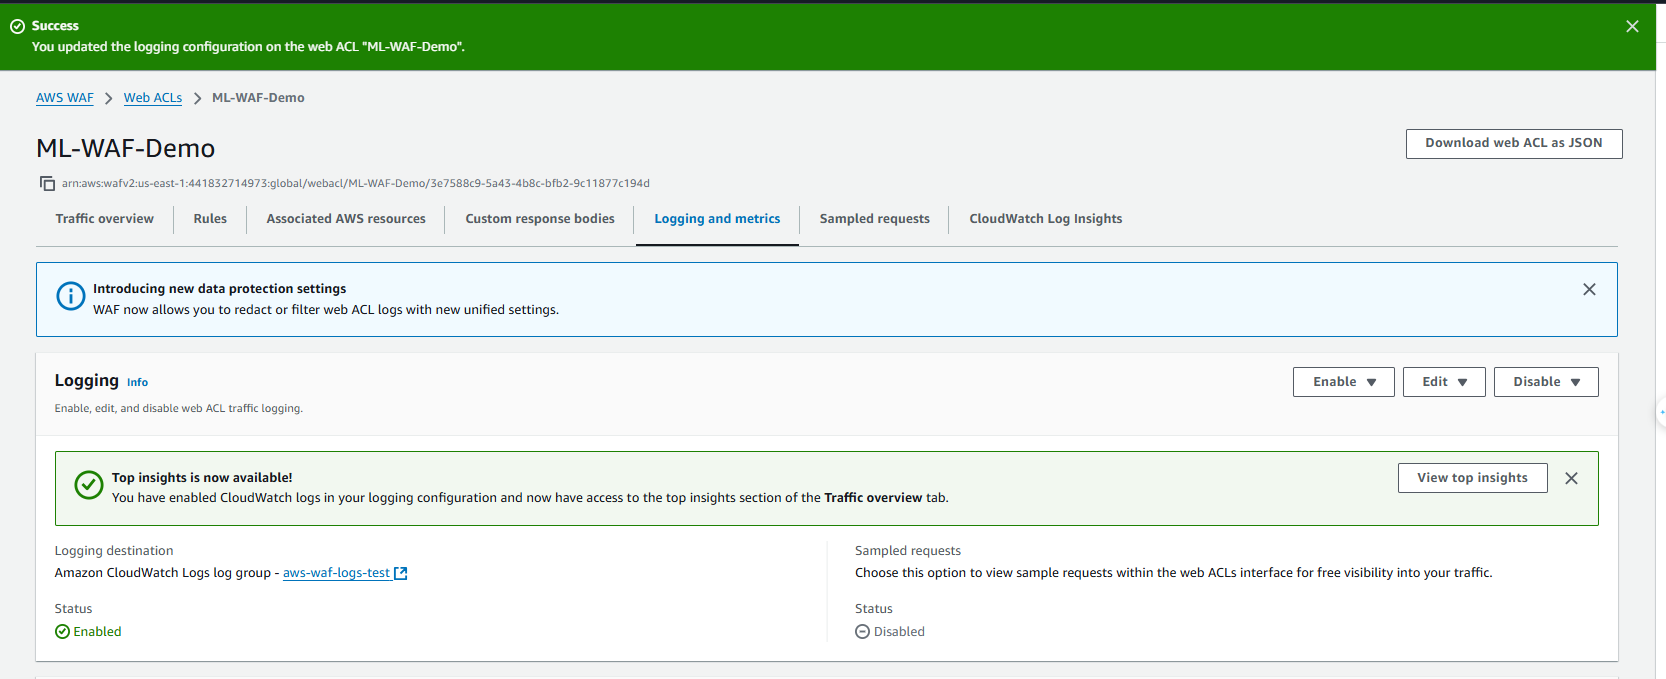 Success
You updated the logging configuration on the web ACL "ML-WAF-Demo".
AWS WAF > Web ACLs > ML-WAF-Demo
ML-WAF-Demo
Download web ACL as JSON
arn:aws:wafv2:us-east-1:441832714973:global/webacl/ML-WAF-Demo/3e7588c9-5a43-4b8c-bfb2-9c11877c194d
Traffic overview
Rules
Associated AWS resources
Custom response bodies
Logging and metrics
Sampled requests
CloudWatch Log Insights
Introducing new data protection settings
WAF now allows you to redact or filter web ACL logs with new unified settings.
Logging Info
Enable
Edit
Disable
Enable, edit, and disable web ACL traffic logging.
Top insights is now available!
You have enabled CloudWatch logs in your logging configuration and now have access to the top insights section of the Traffic overview tab.
View top insights
Logging destination
Amazon CloudWatch Logs log group - aws-waf-logs-test
Status
Enabled
Sampled requests
Choose this option to view sample requests within the web ACLs interface for free visibility into your traffic.
Status
Disabled